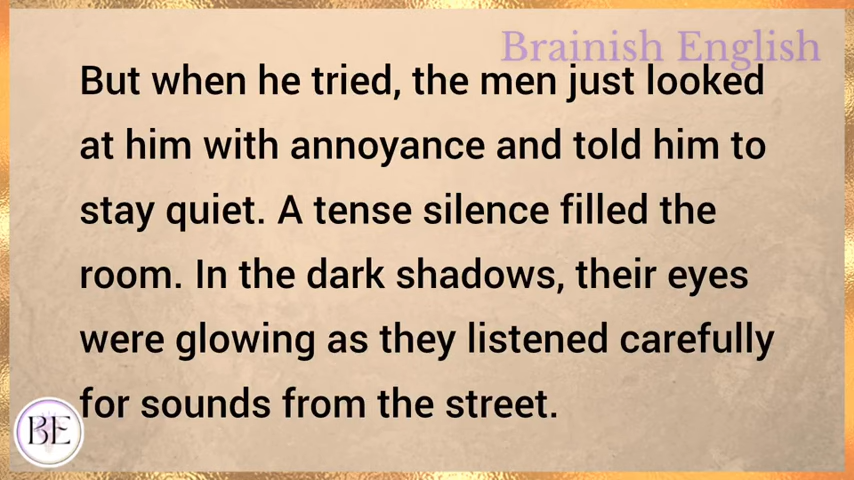 Brainish English
But when he tried, the men just looked
at him with annoyance and told him to
stay quiet. A tense silence filled the
room. In the dark shadows, their eyes
were glowing as they listened carefully
for sounds from the street.
BE